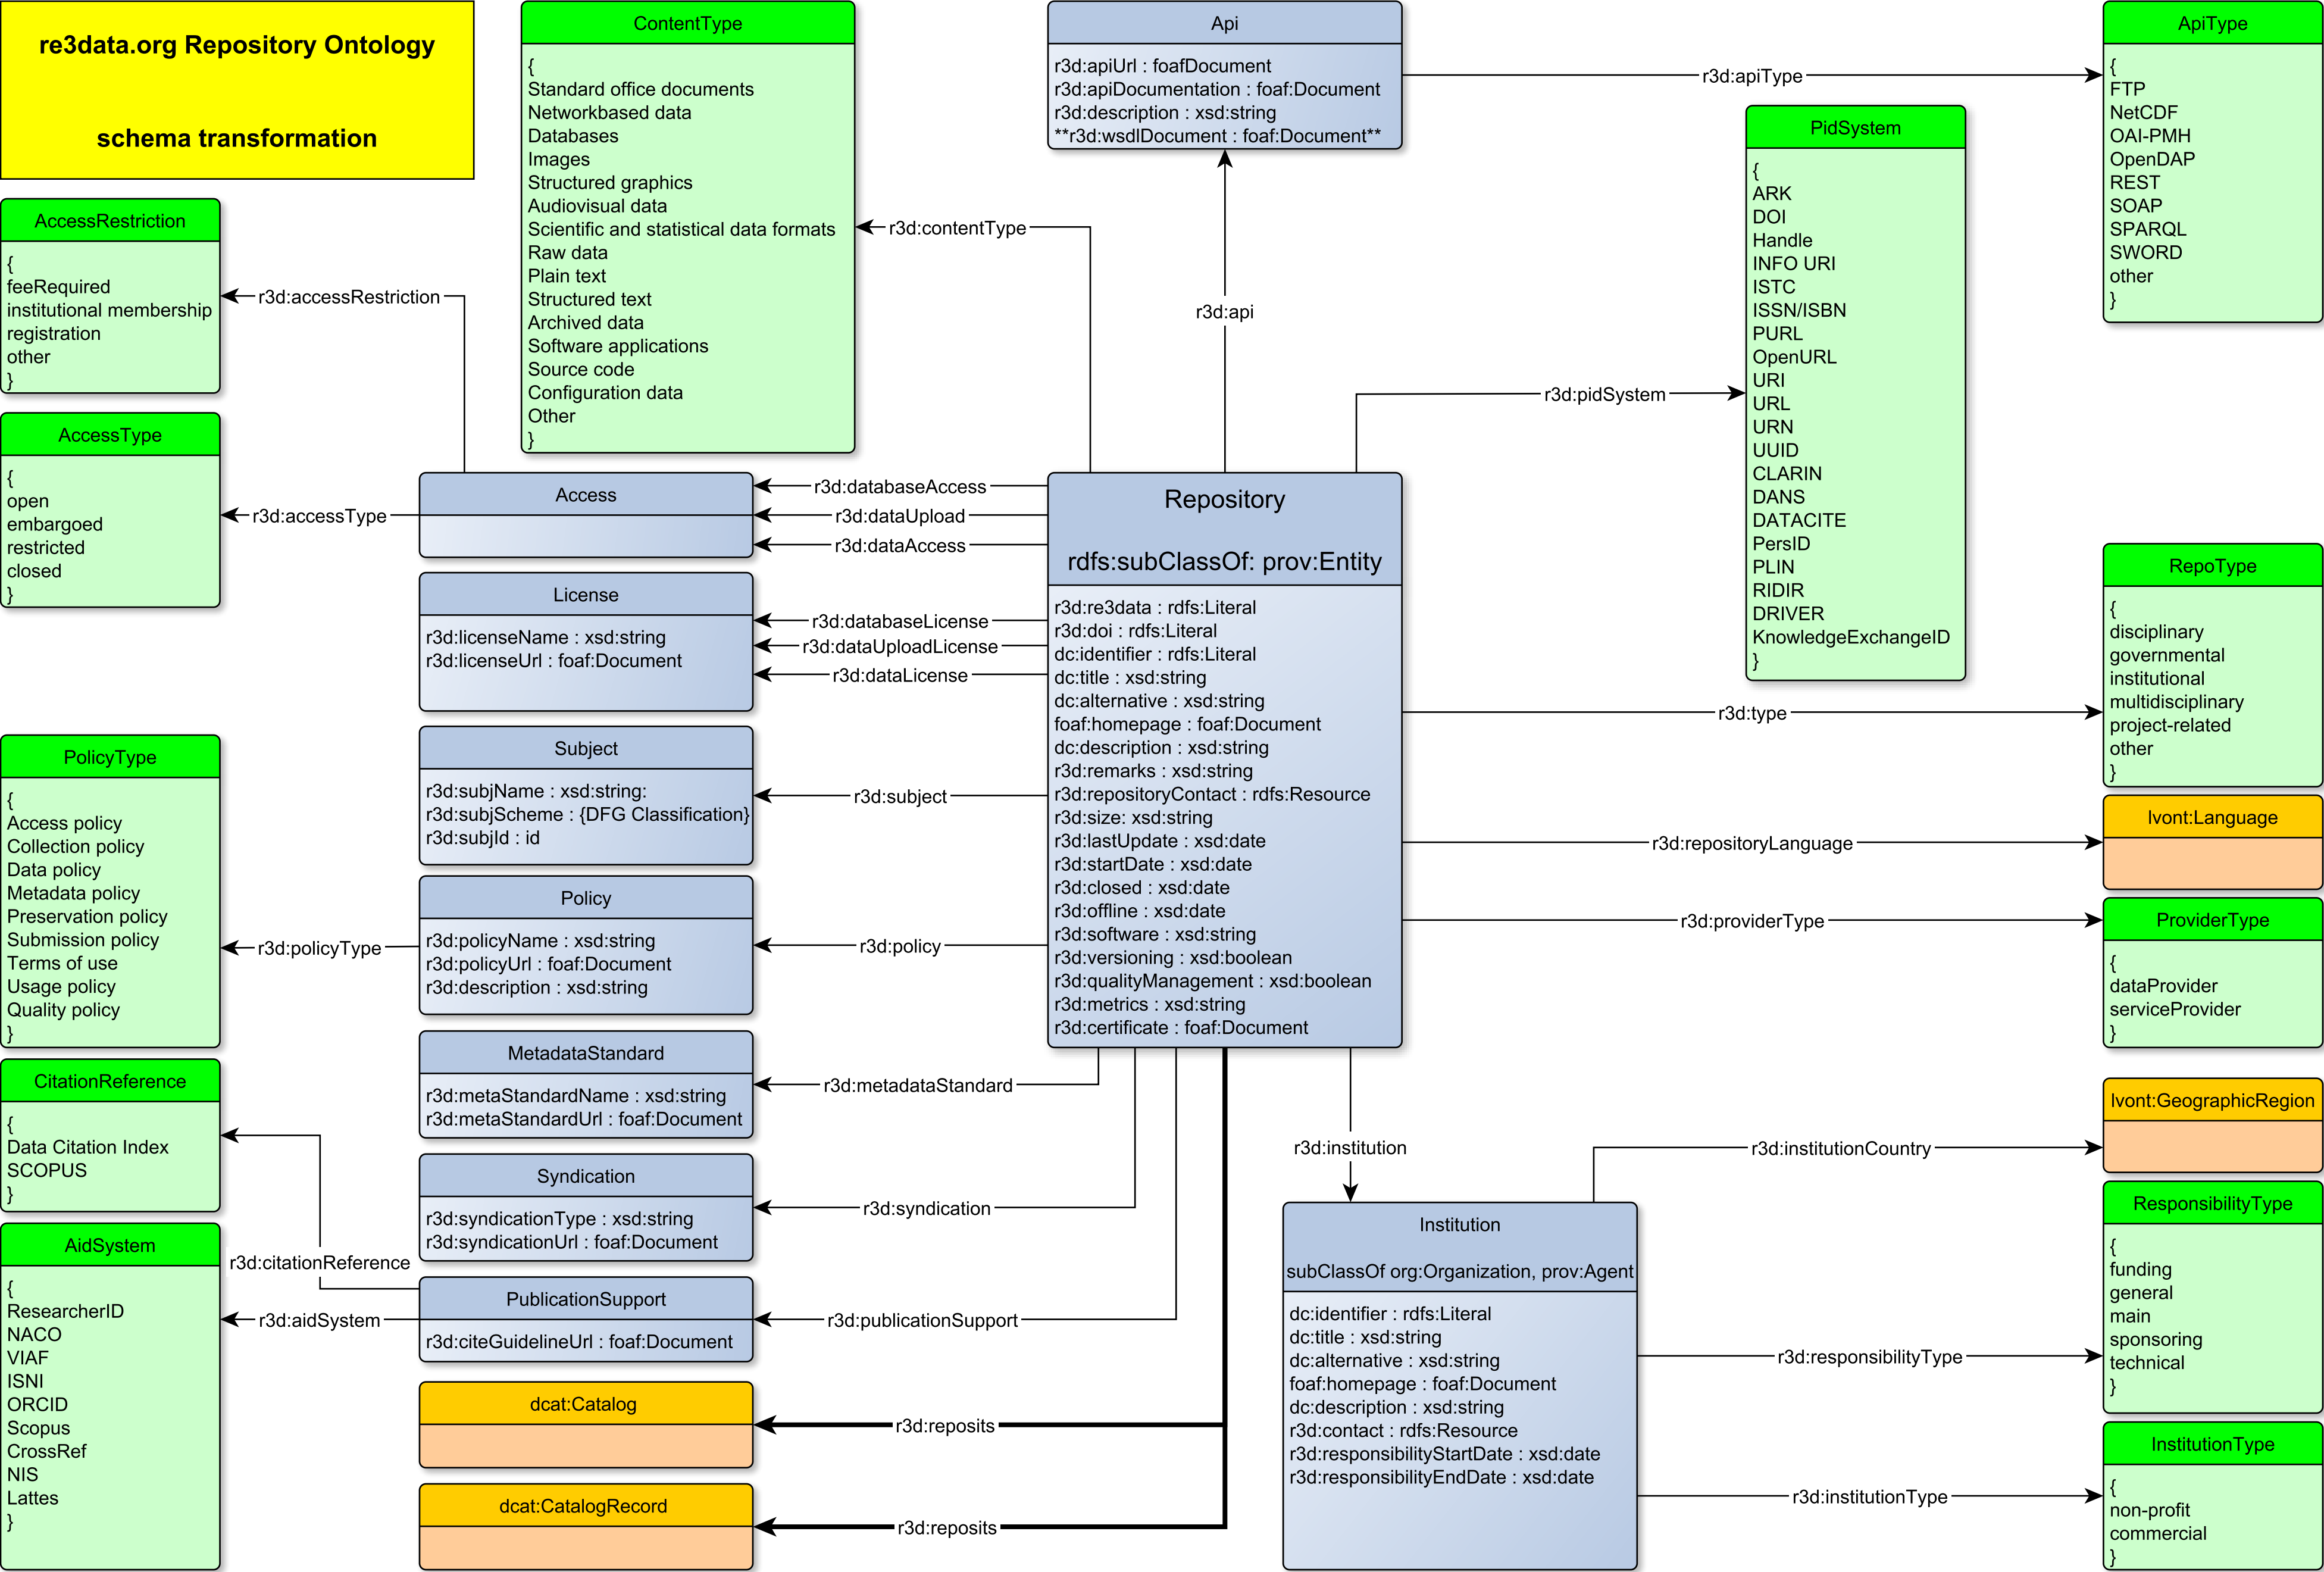 re3data.org Repository Ontology
schema transformation
ContentType
{
Standard office documents
Networkbased data
Databases
Images
Structured graphics
Audiovisual data
Scientific and statistical data formats
Raw data
Plain text
Structured text
Archived data
Software applications
Source code
Configuration data
Other
}
Api
r3d:apiUrl : foafDocument
r3d:apiDocumentation : foaf:Document
r3d:description : xsd:string
**r3d:wsdlDocument : foaf:Document**
r3d:apiType
ApiType
{
FTP
NetCDF
OAI-PMH
OpenDAP
REST
SOAP
SPARQL
SWORD
other
}
PidSystem
{
ARK
DOI
Handle
INFO URI
ISTC
ISSN/ISBN
PURL
OpenURL
URI
URL
URN
UUID
CLARIN
DANS
DATACITE
PersID
PLIN
RIDIR
DRIVER
KnowledgeExchangeID
}
AccessRestriction
{
feeRequired
institutional membership
registration
other
}
r3d:accessRestriction
r3d:contentType
r3d:api
r3d:pidSystem
AccessType
{
open
embargoed
restricted
closed
}
r3d:accessType
Access
r3d:databaseAccess
r3d:dataUpload
r3d:dataAccess
License
r3d:licenseName : xsd:string
r3d:licenseUrl : foaf:Document
r3d:databaseLicense
r3d:dataUploadLicense
r3d:dataLicense
Subject
r3d:subjName : xsd:string:
r3d:subjScheme : {DFG Classification}
r3d:subjId : id
r3d:subject
Repository
rdfs:subClassOf: prov:Entity
r3d:re3data : rdfs:Literal
r3d:doi : rdfs:Literal
dc:identifier : rdfs:Literal
dc:title : xsd:string
dc:alternative : xsd:string
foaf:homepage : foaf:Document
dc:description : xsd:string
r3d:remarks : xsd:string
r3d:repositoryContact : rdfs:Resource
r3d:size: xsd:string
r3d:lastUpdate : xsd:date
r3d:startDate : xsd:date
r3d:closed : xsd:date
r3d:offline : xsd:date
r3d:software : xsd:string
r3d:versioning : xsd:boolean
r3d:qualityManagement : xsd:boolean
r3d:metrics : xsd:string
r3d:certificate : foaf:Document
r3d:type
RepoType
{
disciplinary
governmental
institutional
multidisciplinary
project-related
other
}
r3d:repositoryLanguage
lvont:Language
r3d:providerType
ProviderType
{
dataProvider
serviceProvider
}
PolicyType
{
Access policy
Collection policy
Data policy
Metadata policy
Preservation policy
Submission policy
Terms of use
Usage policy
Quality policy
}
r3d:policyType
Policy
r3d:policyName : xsd:string
r3d:policyUrl : foaf:Document
r3d:description : xsd:string
r3d:policy
MetadataStandard
r3d:metaStandardName : xsd:string
r3d:metaStandardUrl : foaf:Document
r3d:metadataStandard
CitationReference
{
Data Citation Index
SCOPUS
}
r3d:citationReference
Syndication
r3d:syndicationType : xsd:string
r3d:syndicationUrl : foaf:Document
r3d:syndication
AidSystem
{
ResearcherID
NACO
VIAF
ISNI
ORCID
Scopus
CrossRef
NIS
Lattes
}
r3d:aidSystem
PublicationSupport
r3d:citeGuidelineUrl : foaf:Document
r3d:publicationSupport
dcat:Catalog
r3d:reposits
dcat:CatalogRecord
r3d:reposits
r3d:institution
Institution
subClassOf org:Organization, prov:Agent
dc:identifier : rdfs:Literal
dc:title : xsd:string
dc:alternative : xsd:string
foaf:homepage : foaf:Document
dc:description : xsd:string
r3d:contact : rdfs:Resource
r3d:responsibilityStartDate : xsd:date
r3d:responsibilityEndDate : xsd:date
r3d:institutionCountry
lvont:GeographicRegion
r3d:responsibilityType
ResponsibilityType
{
funding
general
main
sponsoring
technical
}
r3d:institutionType
InstitutionType
{
non-profit
commercial
}